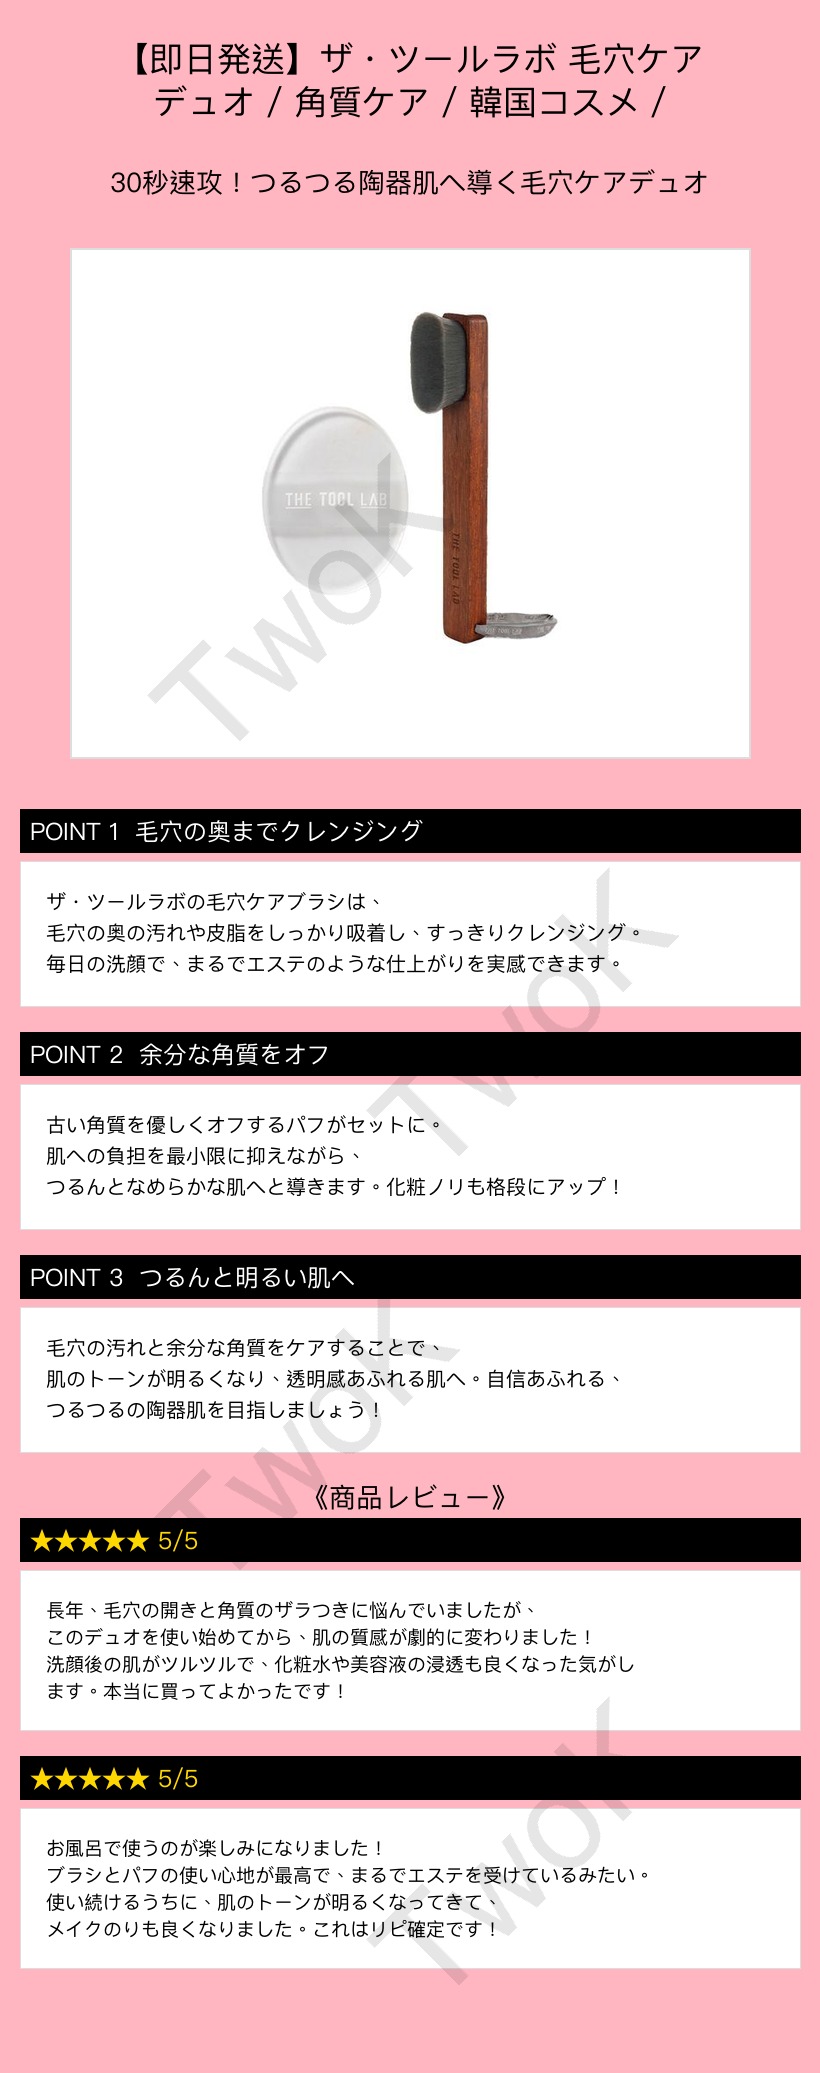 【即日発送】ザ・ツールラボ 毛穴ケア
デュオ / 角質ケア / 韓国コスメ /
30秒速攻！つるつる陶器肌へ導く毛穴ケアデュオ
THE TOOL LAB
THE TOOL LAB
THE TOOL LAB
TwoK
POINT 1 毛穴の奥までクレンジング
ザ・ツールラボの毛穴ケアブラシは、
毛穴の奥の汚れや皮脂をしっかり吸着し、すっきりクレンジング。
毎日の洗顔で、まるでエステのような仕上がりを実感できます。
TwoK
POINT 2 余分な角質をオフ
古い角質を優しくオフするパフがセットに。
肌への負担を最小限に抑えながら、
つるんとなめらかな肌へと導きます。化粧ノリも格段にアップ！
POINT 3 つるんと明るい肌へ
毛穴の汚れと余分な角質をケアすることで、
肌のトーンが明るくなり、透明感あふれる肌へ。自信あふれる、
つるつるの陶器肌を目指しましょう！
TwoK
《商品レビュー》
★★★★★ 5/5
長年、毛穴の開きと角質のザラつきに悩んでいましたが、
このデュオを使い始めてから、肌の質感が劇的に変わりました！
洗顔後の肌がツルツルで、化粧水や美容液の浸透も良くなった気がし
ます。本当に買ってよかったです！
★★★★★ 5/5
お風呂で使うのが楽しみになりました！
ブラシとパフの使い心地が最高で、まるでエステを受けているみたい。
使い続けるうちに、肌のトーンが明るくなってきて、
メイクのりも良くなりました。これはリピ確定です！
TwoK